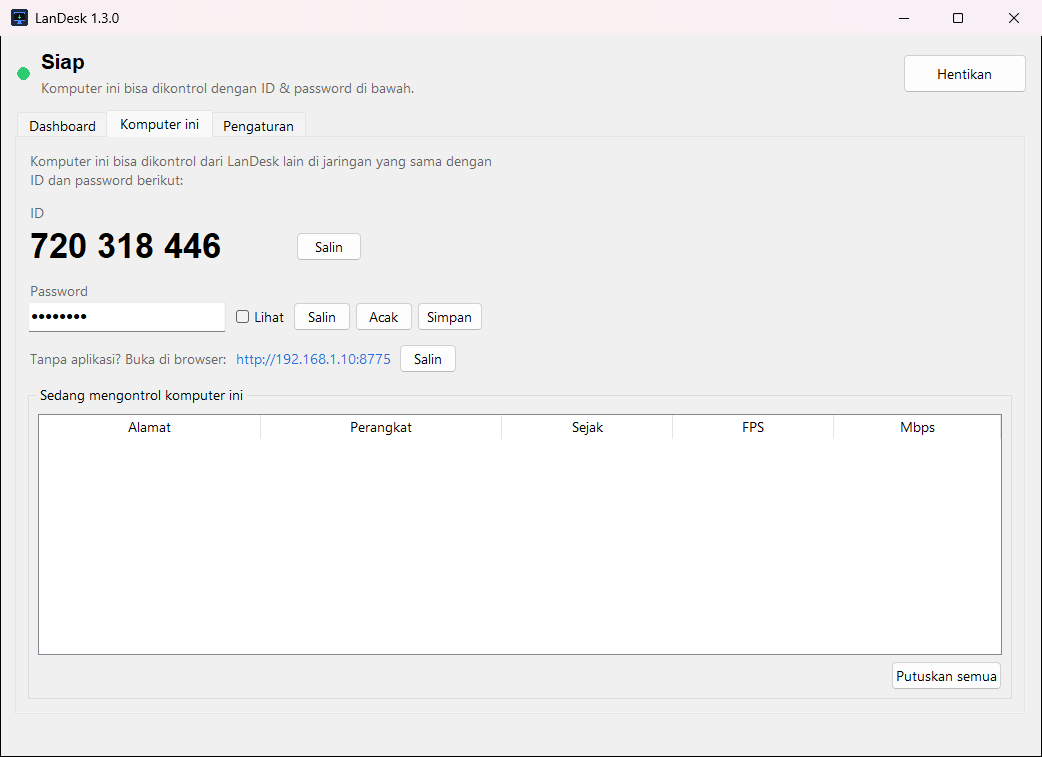 LanDesk 1.3.0
Siap
Komputer ini bisa dikontrol dengan ID & password di bawah.
Hentikan
Dashboard
Komputer ini
Pengaturan
Komputer ini bisa dikontrol dari LanDesk lain di jaringan yang sama dengan
ID dan password berikut:
ID
720 318 446
Salin
Password
••••••••
Lihat
Salin
Acak
Simpan
Tanpa aplikasi? Buka di browser: http://192.168.1.10:8775
Salin
Sedang mengontrol komputer ini
Alamat
Perangkat
Sejak
FPS
Mbps
Putuskan semua